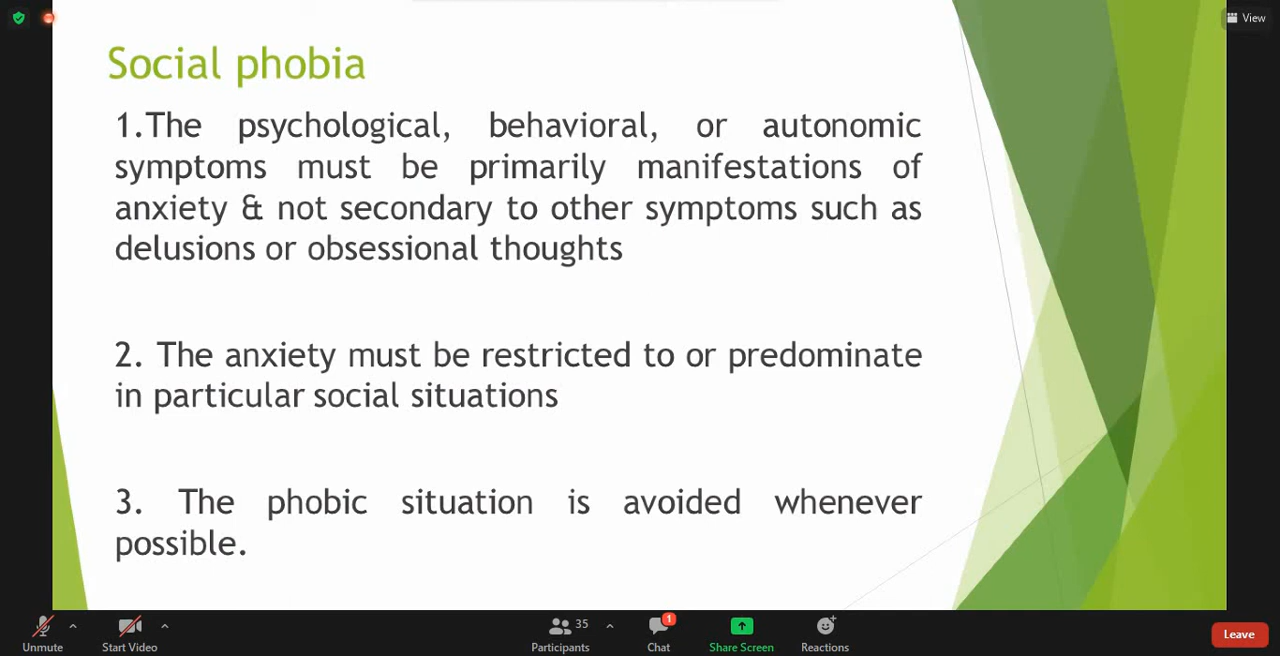 View
Social phobia
1.The psychological, behavioral, or autonomic
symptoms must be primarily manifestations of
anxiety & not secondary to other symptoms such as
delusions or obsessional thoughts
2. The anxiety must be restricted to or predominate
in particular social situations
3. The phobic situation is avoided whenever
possible.
35
1
Unmute
Start Video
Participants
Chat
Share Screen
Reactions
Leave